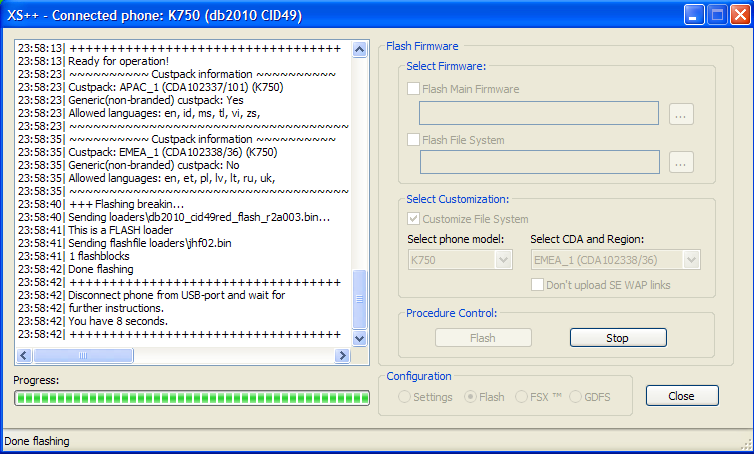 XS++ - Connected phone: K750 (db2010 CID49)
23:58:13| ++++++++++++++++++++++++++++++++++
23:58:13| Ready for operation!
23:58:23| ~~~~~~~~~~ Custpack information ~~~~~~~~~~
23:58:23| Custpack: APAC_1 (CDA102337/101) (K750)
23:58:23| Generic(non-branded) custpack: Yes
23:58:23| Allowed languages: en, id, ms, tl, vi, zs,
23:58:23| ~~~~~~~~~~~~~~~~~~~~~~~~~~~~~~~~~~~
23:58:35| ~~~~~~~~~~ Custpack information ~~~~~~~~~~
23:58:35| Custpack: EMEA_1 (CDA102338/36) (K750)
23:58:35| Generic(non-branded) custpack: No
23:58:35| Allowed languages: en, et, pl, lv, lt, ru, uk,
23:58:35| ~~~~~~~~~~~~~~~~~~~~~~~~~~~~~~~~~~~
23:58:40| +++ Flashing breakin...
23:58:40| Sending loaders\db2010_cid49red_flash_r2a003.bin...
23:58:41| This is a FLASH loader
23:58:41| Sending flashfile loaders\jhf02.bin
23:58:41| 1 flashblocks
23:58:42| Done flashing
23:58:42| ++++++++++++++++++++++++++++++++++
23:58:42| Disconnect phone from USB-port and wait for
23:58:42| further instructions.
23:58:42| You have 8 seconds.
23:58:42| ++++++++++++++++++++++++++++++++++
Progress:
Flash Firmware
Select Firmware:
Flash Main Firmware
...
Flash File System
...
Select Customization:
Customize File System
Select phone model: Select CDA and Region:
K750 EMEA_1 (CDA102338/36)
Don't upload SE WAP links
Procedure Control:
Flash Stop
Configuration
Settings Flash FSX ™ GDFS
Close
Done flashing